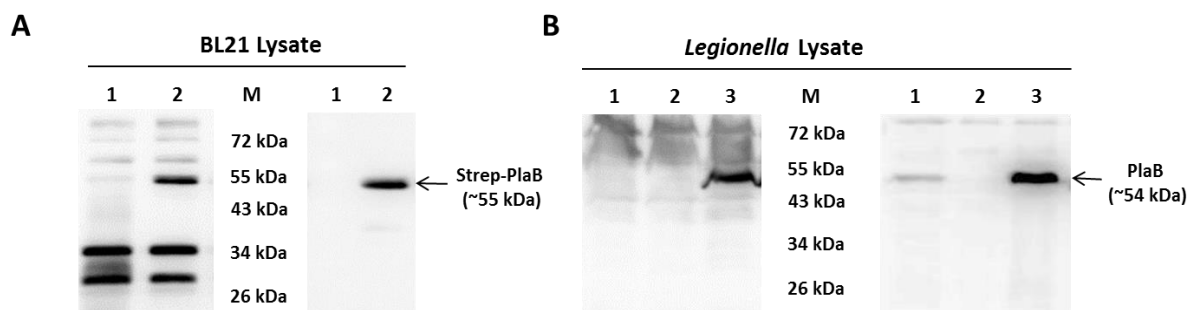 A
BL21 Lysate
1 2 M 1 2
72 kDa
55 kDa
43 kDa
34 kDa
26 kDa
Strep-PlaB
(~55 kDa)
B
Legionella Lysate
1 2 3 M 1 2 3
72 kDa
55 kDa
43 kDa
34 kDa
26 kDa
PlaB
(~54 kDa)